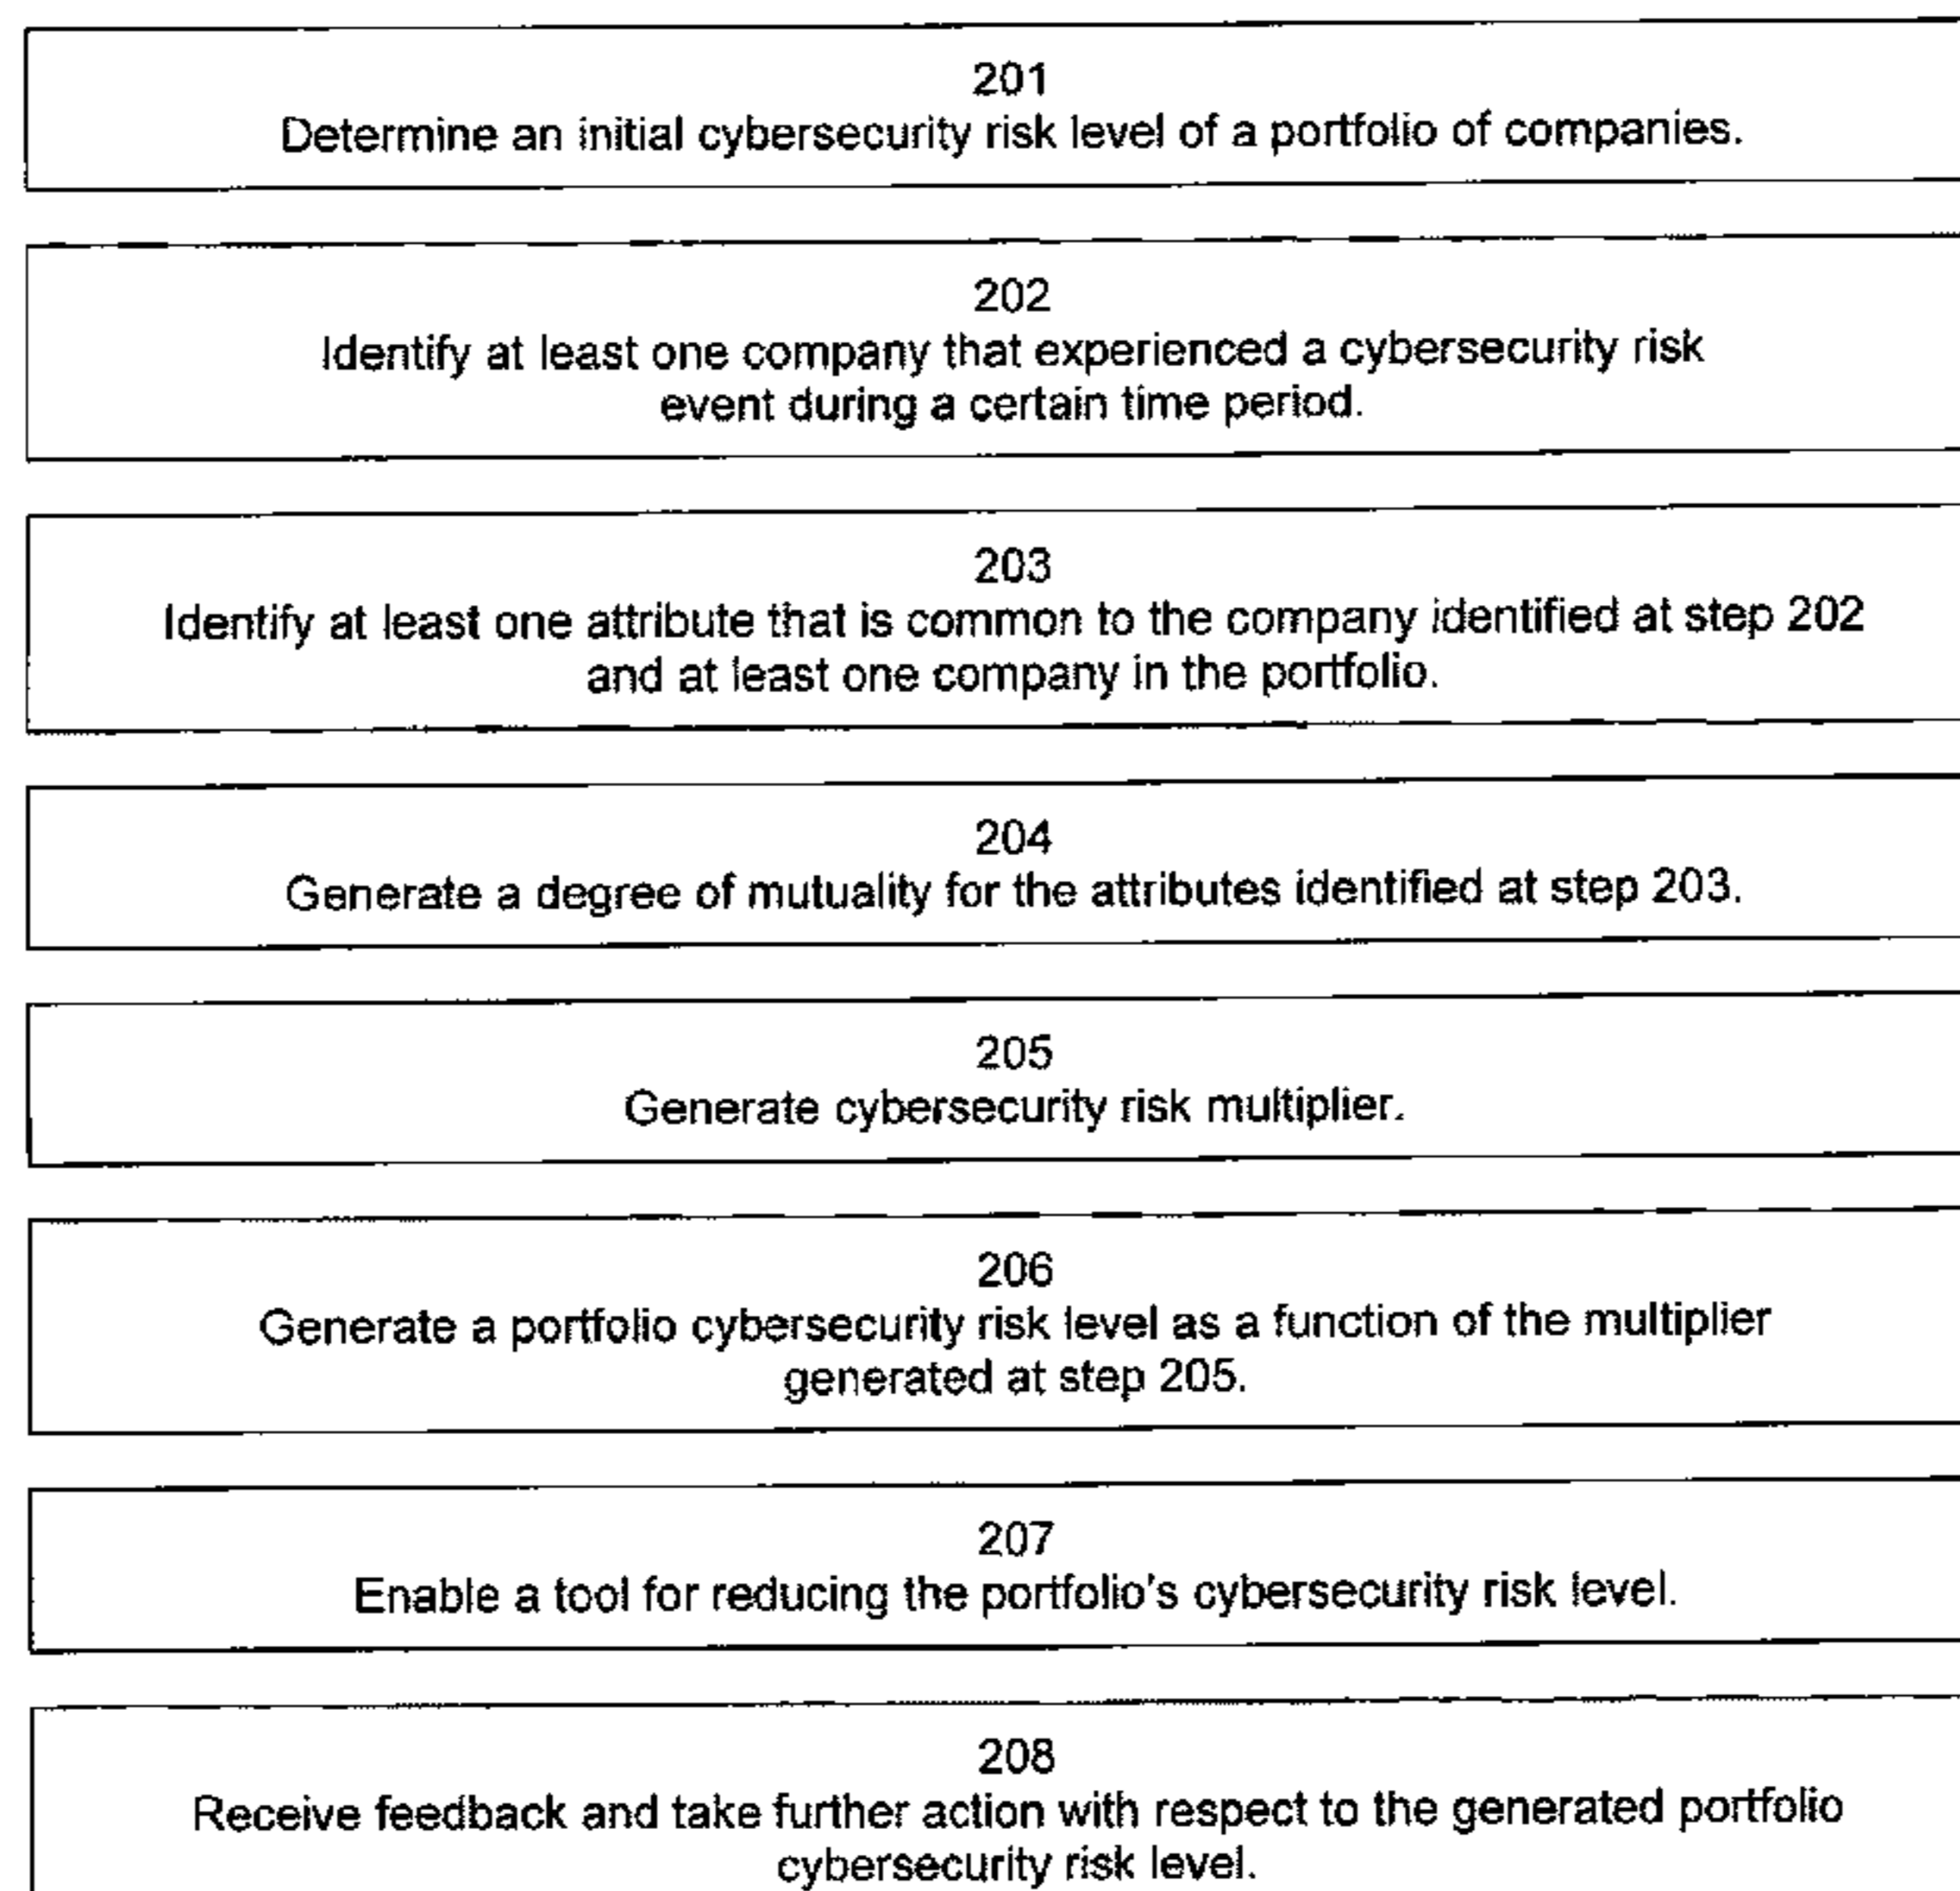 201
Determine an initial cybersecurity risk level of a portfolio of companies.
202
Identify at least one company that experienced a cybersecurity risk
event during a certain time period.
203
Identify at least one attribute that is common to the company identified at step 202
and at least one company in the portfolio.
204
Generate a degree of mutuality for the attributes identified at step 203.
205
Generate cybersecurity risk multiplier.
206
Generate a portfolio cybersecurity risk level as a function of the multiplier
generated at step 205.
207
Enable a tool for reducing the portfolio's cybersecurity risk level.
208
Receive feedback and take further action with respect to the generated portfolio
cybersecurity risk level.